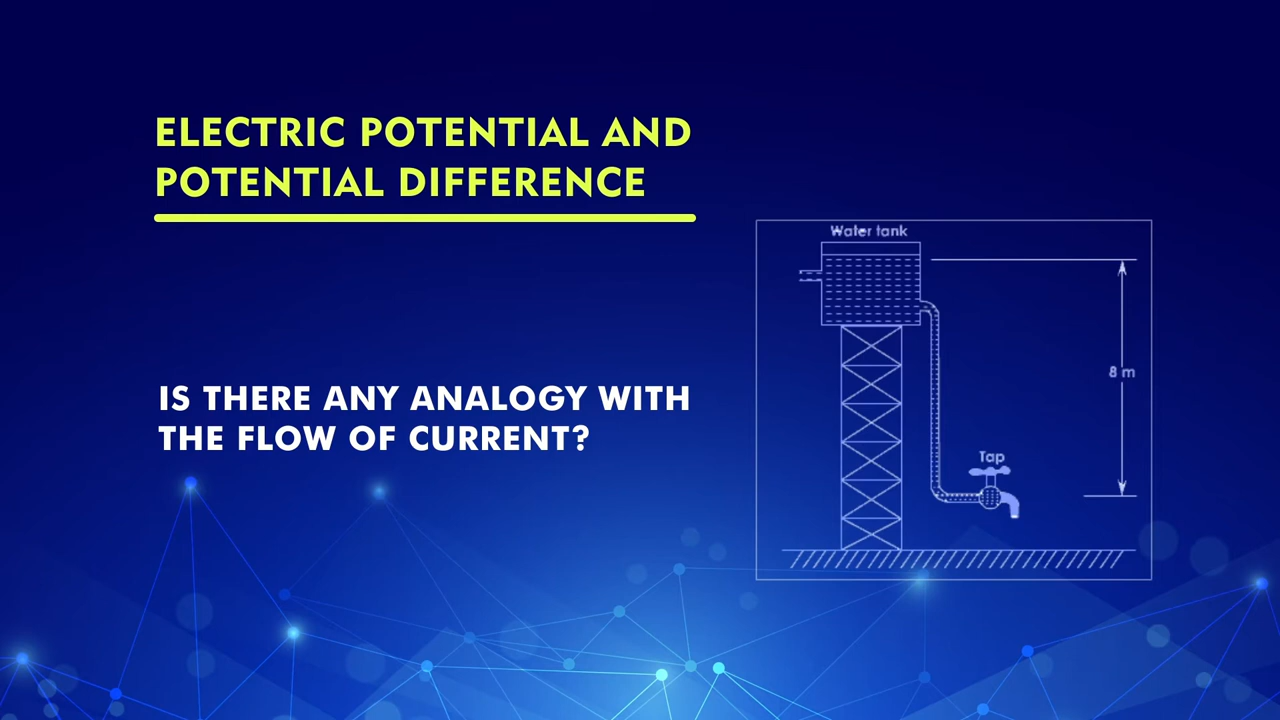 ELECTRIC POTENTIAL AND
POTENTIAL DIFFERENCE
IS THERE ANY ANALOGY WITH
THE FLOW OF CURRENT?
Water tank
8 m
Tap